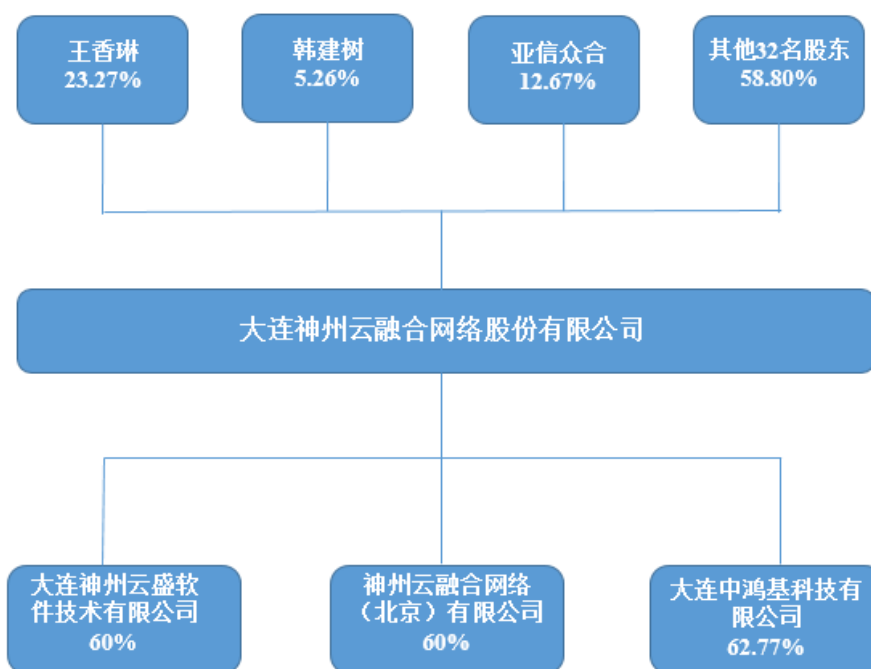 王香琳
23.27%
韩建树
5.26%
亚信众合
12.67%
其他32名股东
58.80%
大连神州云融合网络股份有限公司
大连神州云盛软
件技术有限公司
60%
神州云融合网络
（北京）有限公司
60%
大连中鸿基科技有
限公司
62.77%